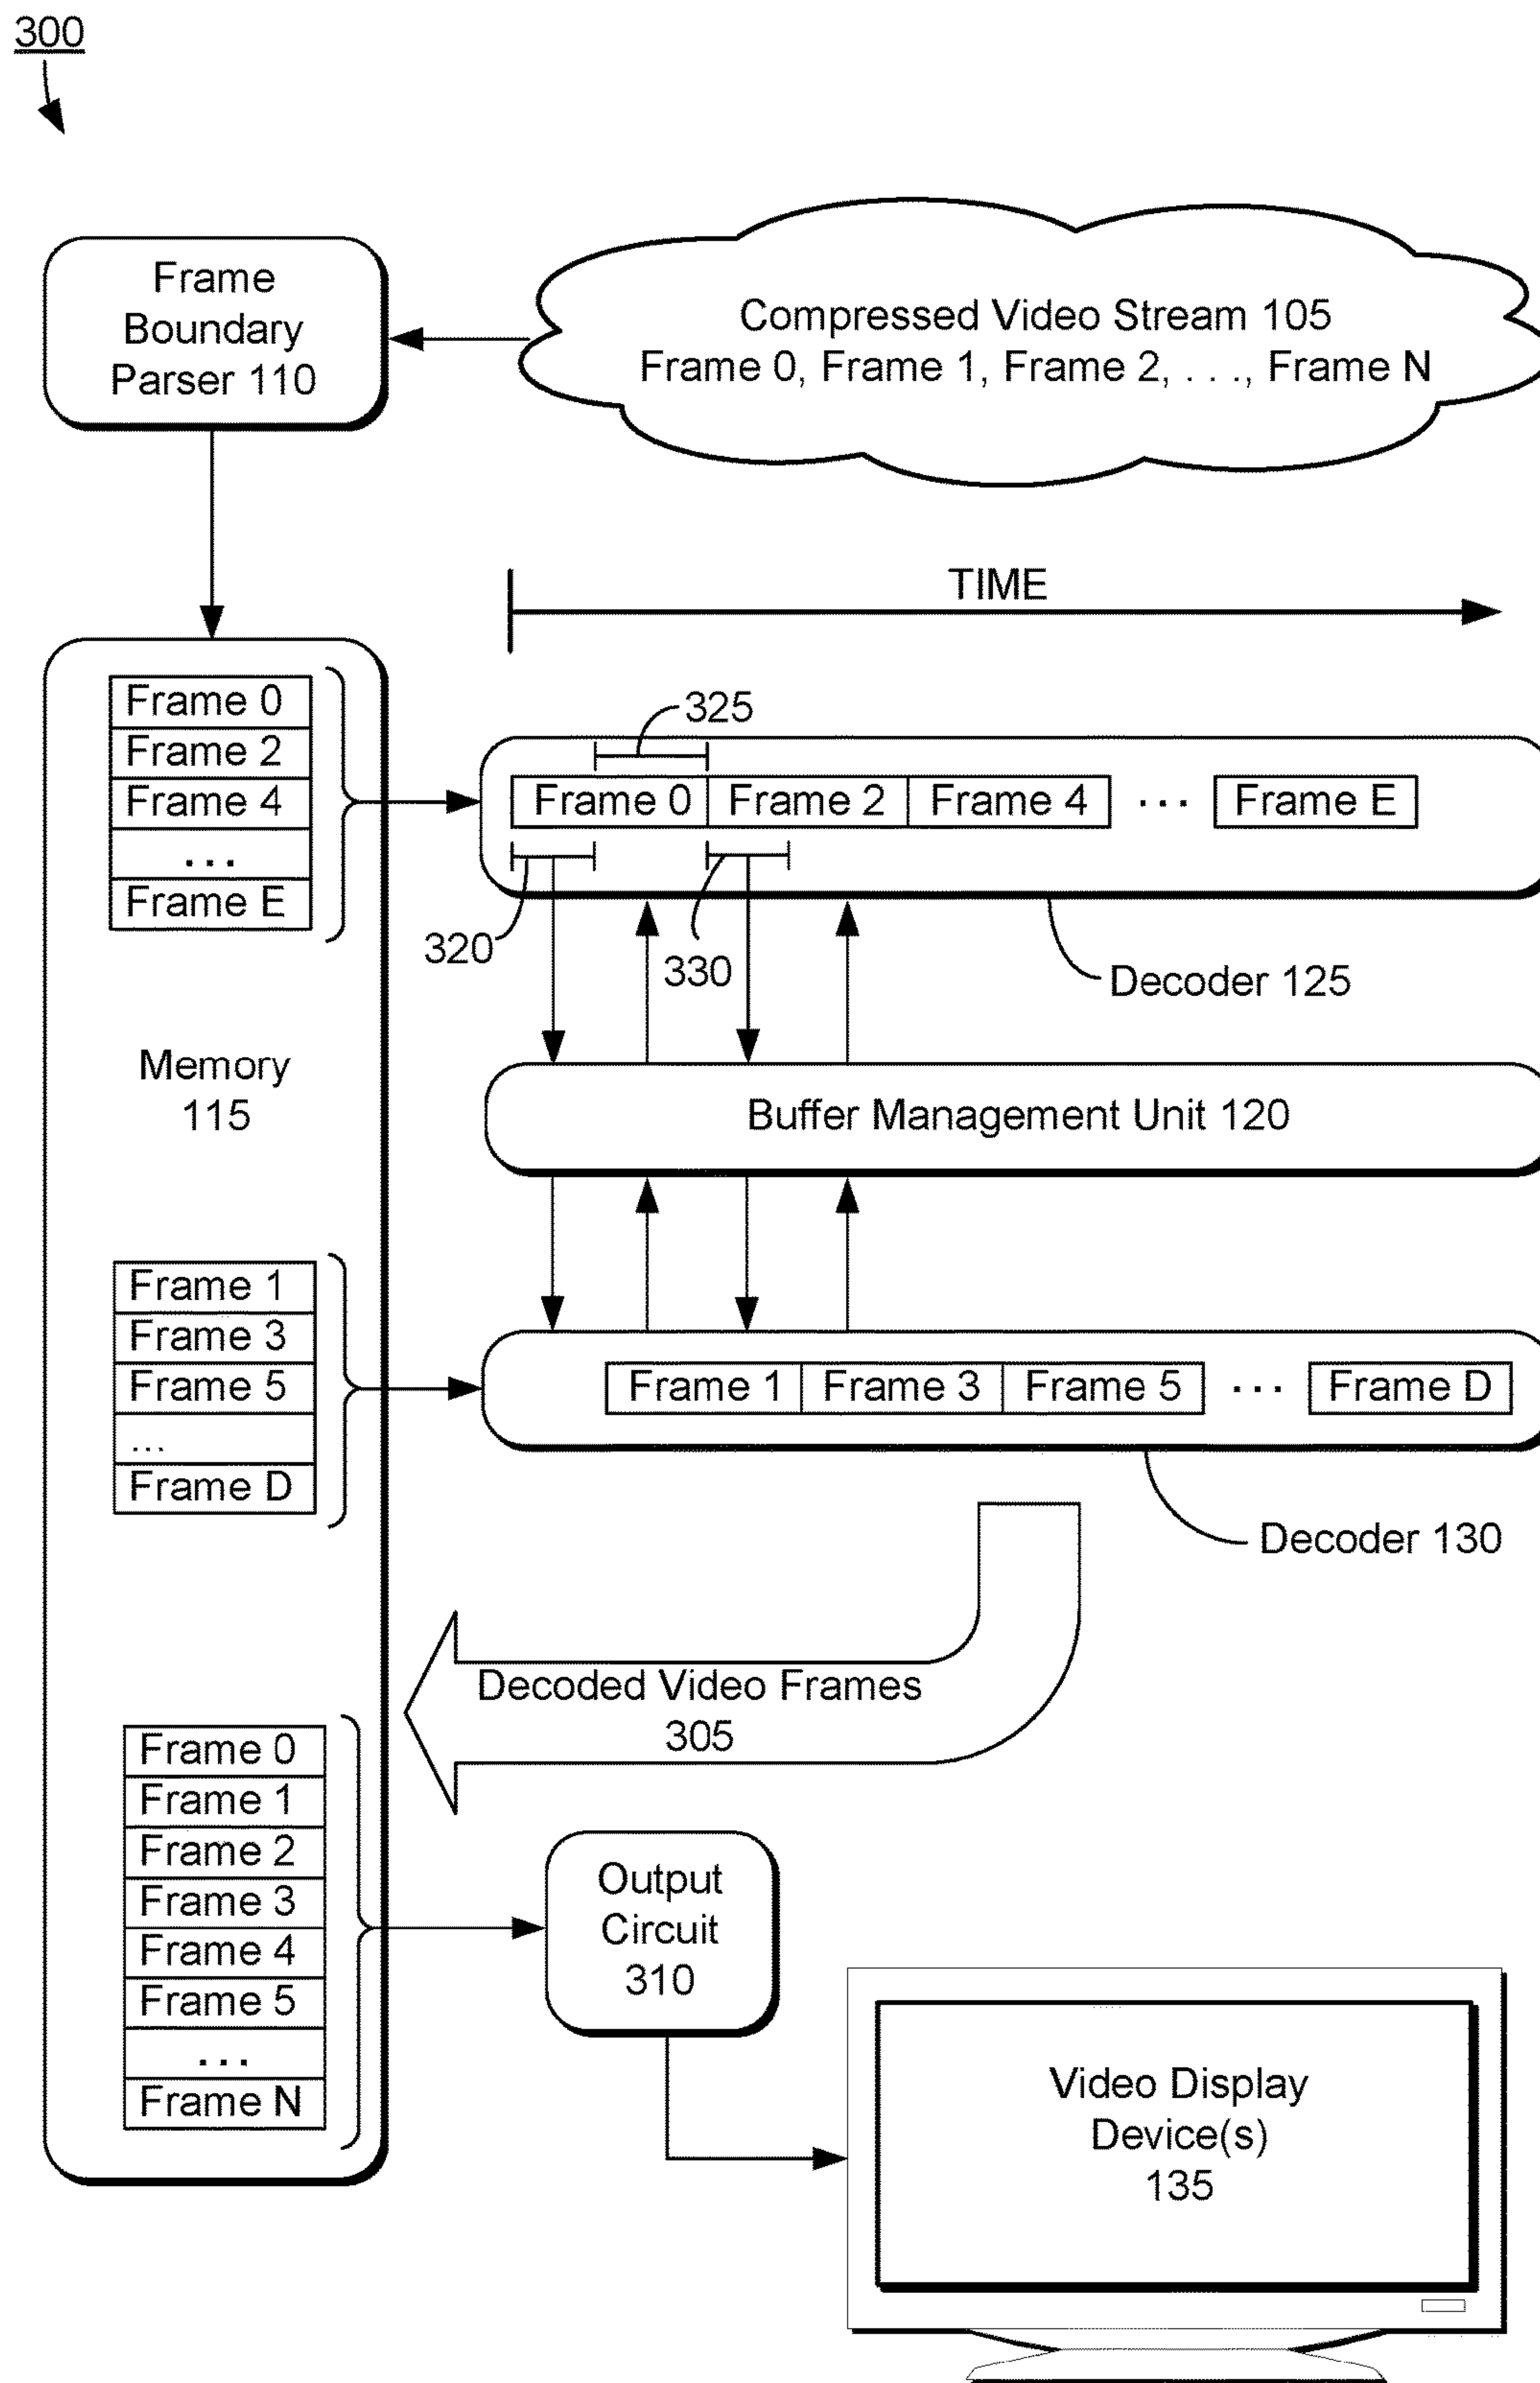 300
Frame
Boundary
Parser 110
Compressed Video Stream 105
Frame 0, Frame 1, Frame 2, . . ., Frame N
TIME
Frame 0
Frame 2
Frame 4
...
Frame E
325
Frame 0 Frame 2 Frame 4 ... Frame E
320
330
Decoder 125
Memory
115
Buffer Management Unit 120
Frame 1
Frame 3
Frame 5
...
Frame D
Frame 1 Frame 3 Frame 5 ... Frame D
Decoder 130
Decoded Video Frames
305
Frame 0
Frame 1
Frame 2
Frame 3
Frame 4
Frame 5
...
Frame N
Output
Circuit
310
Video Display
Device(s)
135